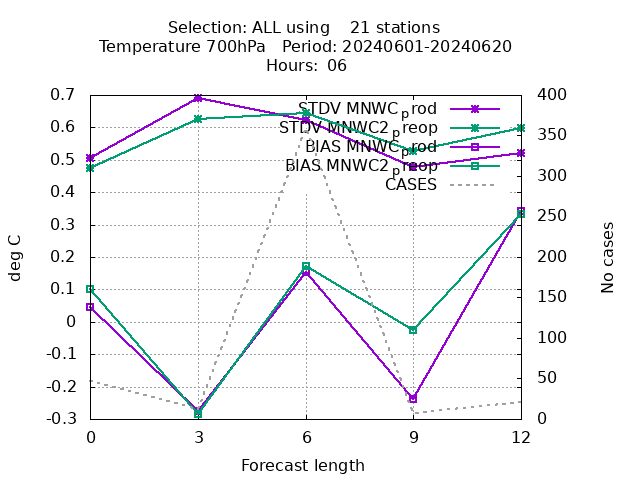 Selection: ALL using 21 stations
Temperature 700hPa Period: 20240601-20240620
Hours: 06
0.7
0.6
0.5
0.4
0.3
0.2
0.1
0
-0.1
-0.2
-0.3
deg C
STDV MNWC_prod
STDV MNWC2_preop
BIAS MNWC_prod
BIAS MNWC2_preop
CASES
400
350
300
250
200
150
100
50
0
No cases
0 3 6 9 12
Forecast length